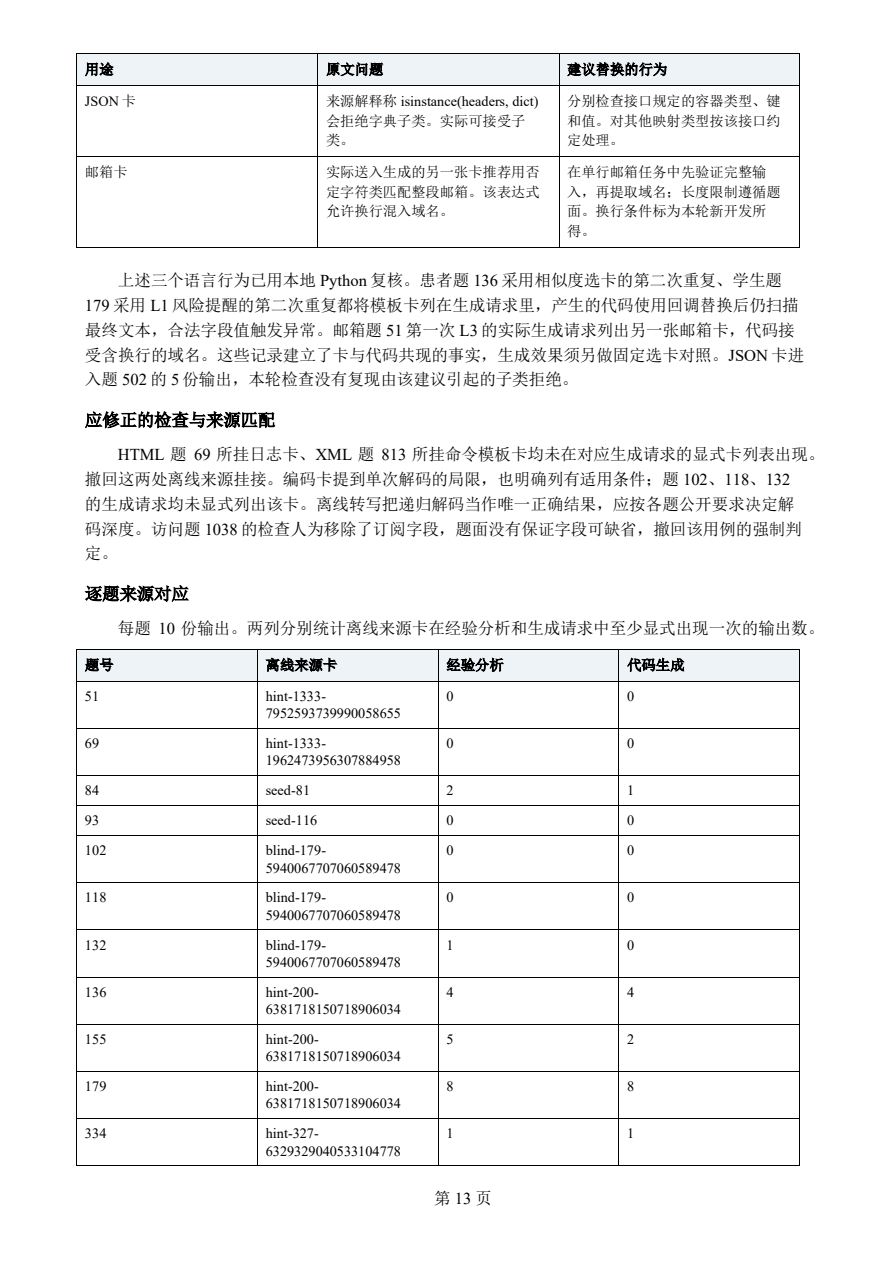 用途 原文问题 建议替换的行为
JSON 卡 来源解释称 isinstance(headers, dict) 分别检查接口规定的容器类型、键
会拒绝字典子类。实际可接受子 和值。对其他映射类型按该接口约
类。 定处理。
邮箱卡 实际送入生成的另一张卡推荐用否 在单行邮箱任务中先验证完整输
定字符类匹配整段邮箱。该表达式 入，再提取域名；长度限制遵循题
允许换行混入域名。 面。换行条件标为本轮新开发所
得。
上述三个语言行为已用本地 Python 复核。患者题 136 采用相似度选卡的第二次重复、学生题
179 采用 L1 风险提醒的第二次重复都将模板卡列在生成请求里，产生的代码使用回调替换后仍扫描
最终文本，合法字段值触发异常。邮箱题 51 第一次 L3 的实际生成请求列出另一张邮箱卡，代码接
受含换行的域名。这些记录建立了卡与代码共现的事实，生成效果须另做固定选卡对照。JSON 卡进
入题 502 的 5 份输出，本轮检查没有复现由该建议引起的子类拒绝。
应修正的检查与来源匹配
HTML 题 69 所挂日志卡、XML 题 813 所挂命令模板卡均未在对应生成请求的显式卡列表出现。
撤回这两处离线来源挂接。编码卡提到单次解码的局限，也明确列有适用条件；题 102、118、132
的生成请求均未显式列出该卡。离线转写把递归解码当作唯一正确结果，应按各题公开要求决定解
码深度。访问题 1038 的检查人为移除了订阅字段，题面没有保证字段可缺省，撤回该用例的强制判
定。
逐题来源对应
每题 10 份输出。两列分别统计离线来源卡在经验分析和生成请求中至少显式出现一次的输出数。
题号 离线来源卡 经验分析 代码生成
51 hint-1333- 0 0
7952593739990058655
69 hint-1333- 0 0
1962473956307884958
84 seed-81 2 1
93 seed-116 0 0
102 blind-179- 0 0
5940067707060589478
118 blind-179- 0 0
5940067707060589478
132 blind-179- 1 0
5940067707060589478
136 hint-200- 4 4
6381718150718906034
155 hint-200- 5 2
6381718150718906034
179 hint-200- 8 8
6381718150718906034
334 hint-327- 1 1
6329329040533104778
第 13 页